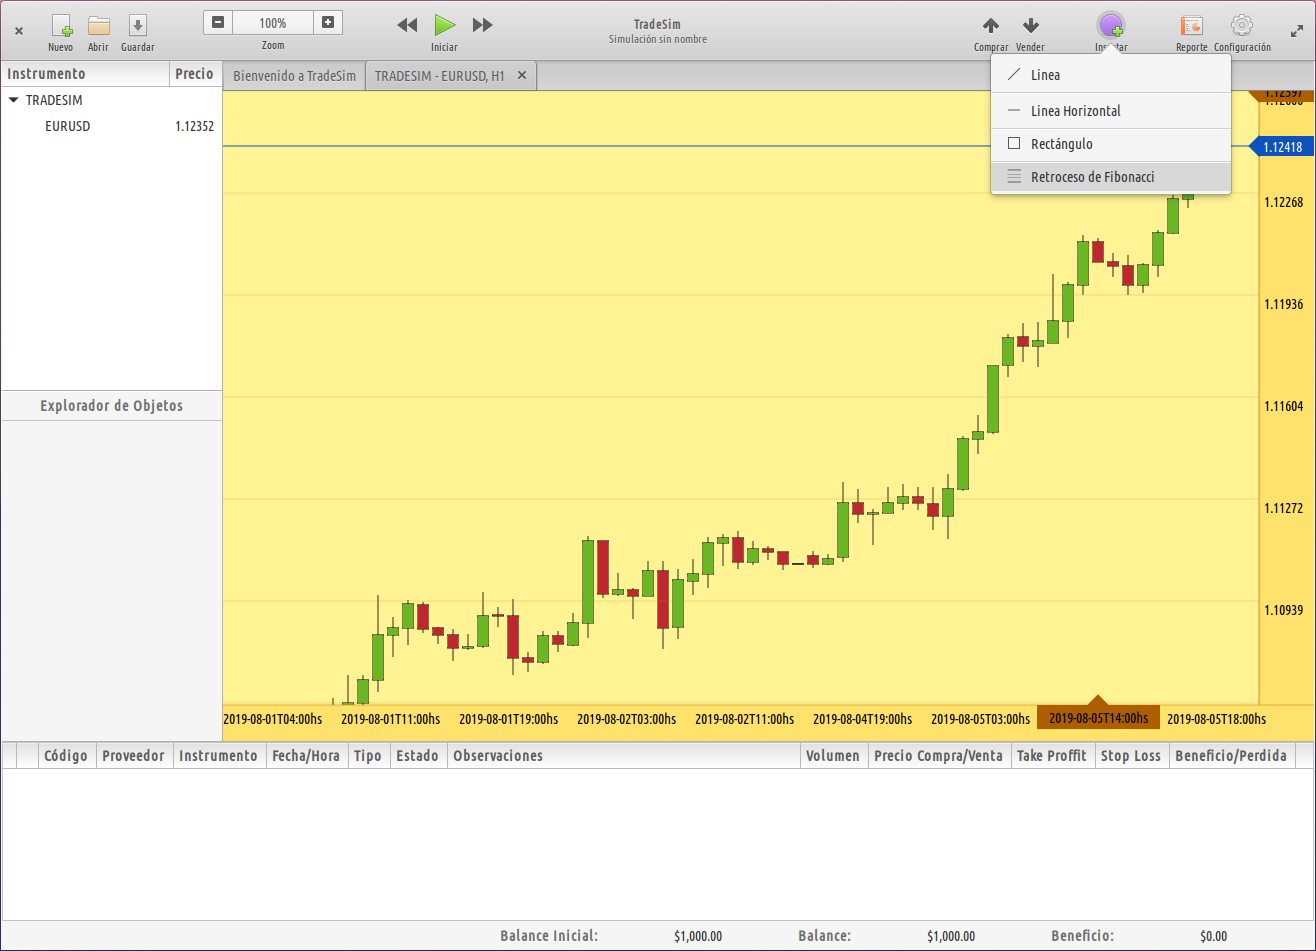 TradeSim
Simulación sin nombre
Nuevo Abrir Guardar
100%
Zoom
Iniciar
Comprar Vender Insertar Reporte Configuración
Instrumento Precio
TRADESIM
EURUSD 1.12352
Explorador de Objetos
Bienvenido a TradeSim
TRADESIM - EURUSD, H1
Linea
Linea Horizontal
Rectángulo
Retroceso de Fibonacci
1.12597
1.12600
1.12418
1.12268
1.11936
1.11604
1.11272
1.10939
2019-08-01T04:00hs 2019-08-01T11:00hs 2019-08-01T19:00hs 2019-08-02T03:00hs 2019-08-02T11:00hs 2019-08-04T19:00hs 2019-08-05T03:00hs 2019-08-05T14:00hs 2019-08-05T18:00hs
Código Proveedor Instrumento Fecha/Hora Tipo Estado Observaciones Volumen Precio Compra/Venta Take Proffit Stop Loss Beneficio/Perdida
Balance Inicial: $1,000.00 Balance: $1,000.00 Beneficio: $0.00